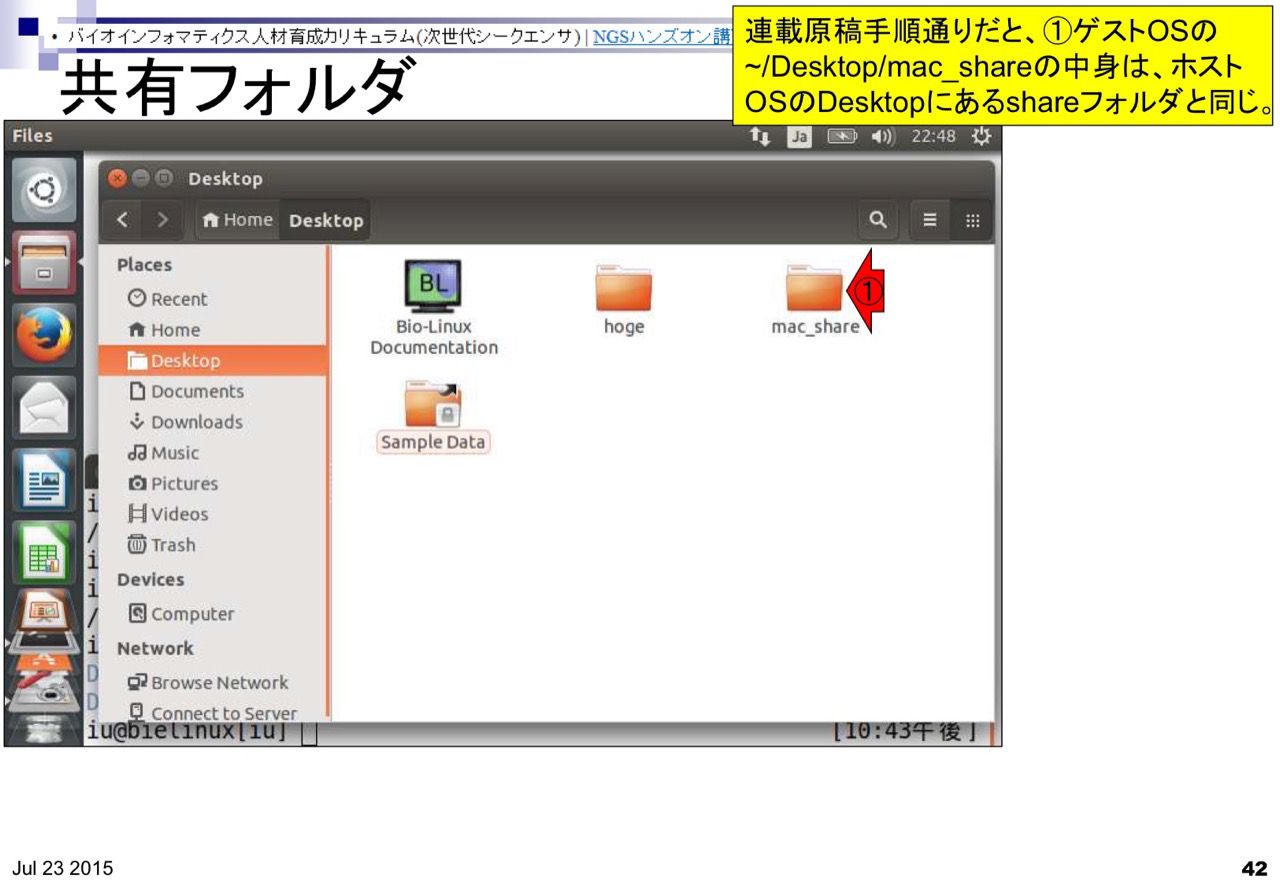 • バイオインフォマティクス人材育成カリキュラム(次世代シークエンサ) | NGSハンズオン講
連載原稿手順通りだと、①ゲストOSの
~/Desktop/mac_shareの中身は、ホスト
OSのDesktopにあるshareフォルダと同じ。
共有フォルダ
Files
Ja
22:48
Desktop
Home Desktop
Places
Recent
Home
Desktop
Documents
Downloads
Music
Pictures
Videos
Trash
Devices
Computer
Network
Browse Network
Connect to Server
BL
Bio-Linux
Documentation
hoge
mac_share
①
Sample Data
iu@bielinux[iu]
[10:43午後]
Jul 23 2015
42